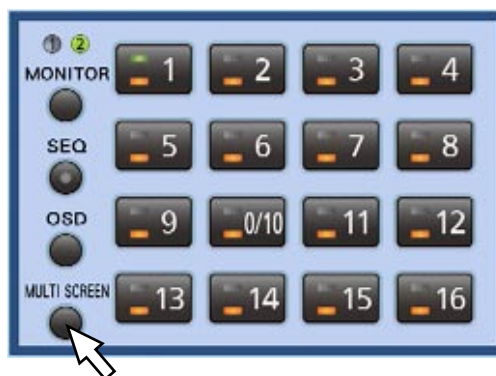 1 2
MONITOR 1 2 3 4
SEQ 5 6 7 8
OSD 9 0/10 11 12
MULTI SCREEN 13 14 15 16